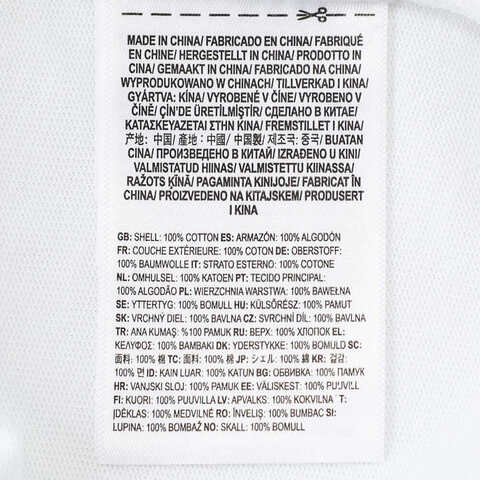 MADE IN CHINA/ FABRICADO EN CHINA/ FABRIQUÉ
EN CHINE/ HERGESTELLT IN CHINA/ PRODOTTO IN
CINA/ GEMAAKT IN CHINA/ FABRICADO NA CHINA/
WYPRODUKOWANO W CHINACH/ TILLVERKAD I KINA/
GYÁRTVA: KÍNA/ VYROBENÉ V ČÍNE/ VYROBENO V
ČÍNĚ/ ÇİN'DE ÜRETİLMİŞTİR/ СДЕЛАНО В КИТАЕ/
ΚΑΤΑΣΚΕΥΑΖΕΤΑΙ ΣΤΗΝ ΚΙΝΑ/ FREMSTILLET I KINA/
产地: 中国/ 產地: 中國/ 中国製/ 제조국: 중국/ BUATAN
CINA/ ПРОИЗВЕДЕНО В КИТАЙ/ IZRAĐENO U KINI/
VALMISTATUD HIINAS/ VALMISTETTU KIINASSA/
RAŽOTS ĶĪNĀ/ PAGAMINTA KINIJOJE/ FABRICAT ÎN
CHINA/ PROIZVEDENO NA KITAJSKEM/ PRODUSERT
I KINA
GB: SHELL: 100% COTTON ES: ARMAZÓN: 100% ALGODÓN
FR: COUCHE EXTÉRIEURE: 100% COTON DE: OBERSTOFF:
100% BAUMWOLLE IT: STRATO ESTERNO: 100% COTONE
NL: OMHULSEL: 100% KATOEN PT: TECIDO PRINCIPAL:
100% ALGODÃO PL: WIERZCHNIA WARSTWA: 100% BAWEŁNA
SE: YTTERTYG: 100% BOMULL HU: KÜLSŐRÉSZ: 100% PAMUT
SK: VRCHNÝ DIEL: 100% BAVLNA CZ: SVRCHNÍ DÍL: 100% BAVLNA
TR: ANA KUMAŞ: %100 PAMUK RU: ВЕРХ: 100% ХЛОПОК EL:
ΚΕΛΥΦΟΣ: 100% ΒΑΜΒΑΚΙ DK: YDERSTYKKE: 100% BOMULD SC:
面料: 100% 棉 TC: 面料: 100% 棉 JP: シェル: 100% 綿 KR: 겉감:
100% 면 ID: KAIN LUAR: 100% KATUN BG: ОБВИВКА: 100% ПАМУК
HR: VANJSKI SLOJ: 100% PAMUK EE: VÄLISKEST: 100% PUUVILL
FI: KUORI: 100% PUUVILLA LV: APVALKS: 100% KOKVILNA T:
ĮDĖKLAS: 100% MEDVILNĖ RO: ÎNVELIŞ: 100% BUMBAC SI:
LUPINA: 100% BOMBAŽ NO: SKALL: 100% BOMULL